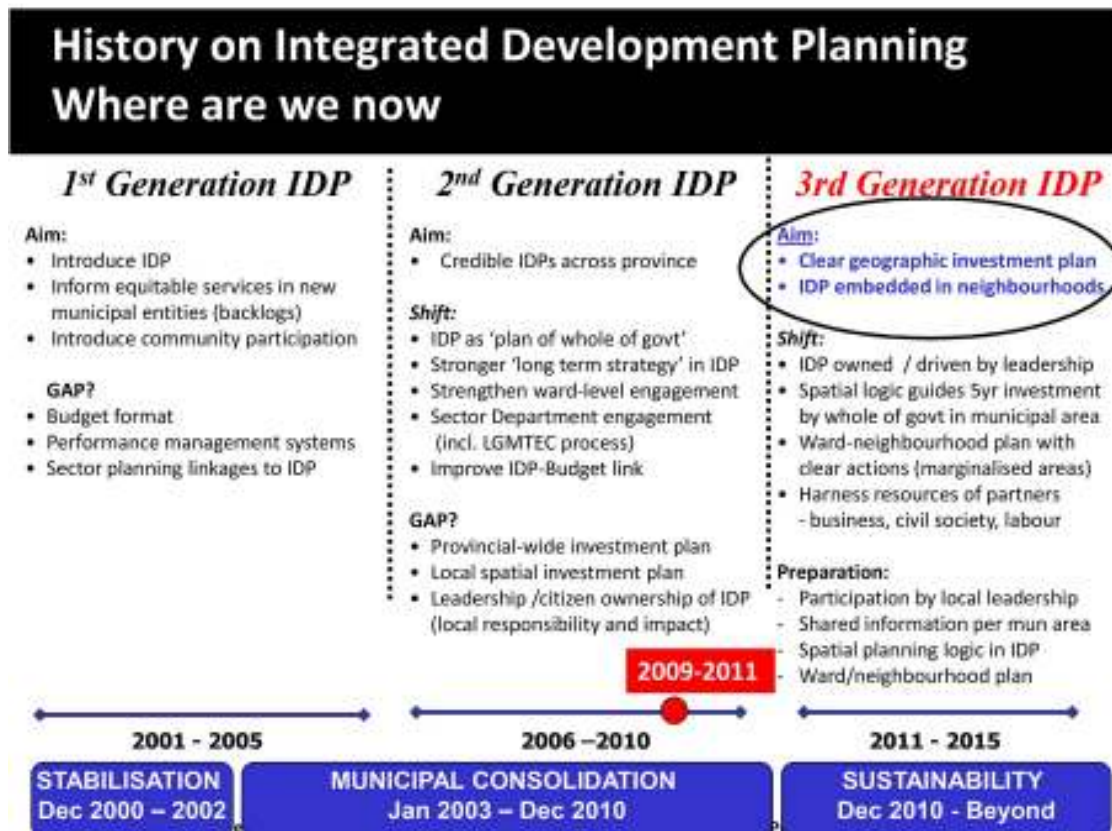 History on Integrated Development Planning
Where are we now
1st Generation IDP
Aim:
• Introduce IDP
• Inform equitable services in new
municipal entities (backlogs)
• Introduce community participation
GAP?
• Budget format
• Performance management systems
• Sector planning linkages to IDP
2nd Generation IDP
Aim:
• Credible IDPs across province
Shift:
• IDP as ‘plan of whole of govt’
• Stronger ‘long term strategy’ in IDP
• Strengthen ward-level engagement
• Sector Department engagement
(incl. LGMTEC process)
• Improve IDP-Budget link
GAP?
• Provincial-wide investment plan
• Local spatial investment plan
• Leadership /citizen ownership of IDP
(local responsibility and impact)
3rd Generation IDP
Aim:
• Clear geographic investment plan
• IDP embedded in neighbourhoods
Shift:
• IDP owned / driven by leadership
• Spatial logic guides 5yr investment
by whole of govt in municipal area
• Ward-neighbourhood plan with
clear actions (marginalised areas)
• Harness resources of partners
- business, civil society, labour
Preparation:
- Participation by local leadership
- Shared information per mun area
- Spatial planning logic in IDP
- Ward/neighbourhood plan
2009-2011
2001 - 2005
2006 –2010
2011 - 2015
STABILISATION
Dec 2000 – 2002
MUNICIPAL CONSOLIDATION
Jan 2003 – Dec 2010
SUSTAINABILITY
Dec 2010 - Beyond